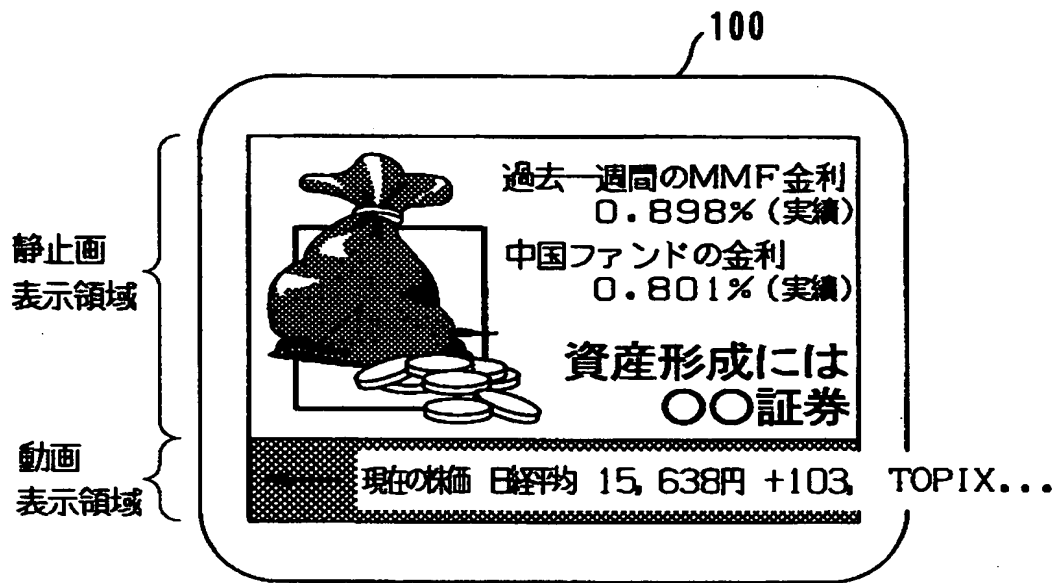 100
過去一週間のMMF金利
0.898%(実績)
中国ファンドの金利
0.801%(実績)
資産形成には
○○証券
静止画
表示領域
動画
表示領域
現在の株価 日経平均 15,638円 +103, TOPIX...